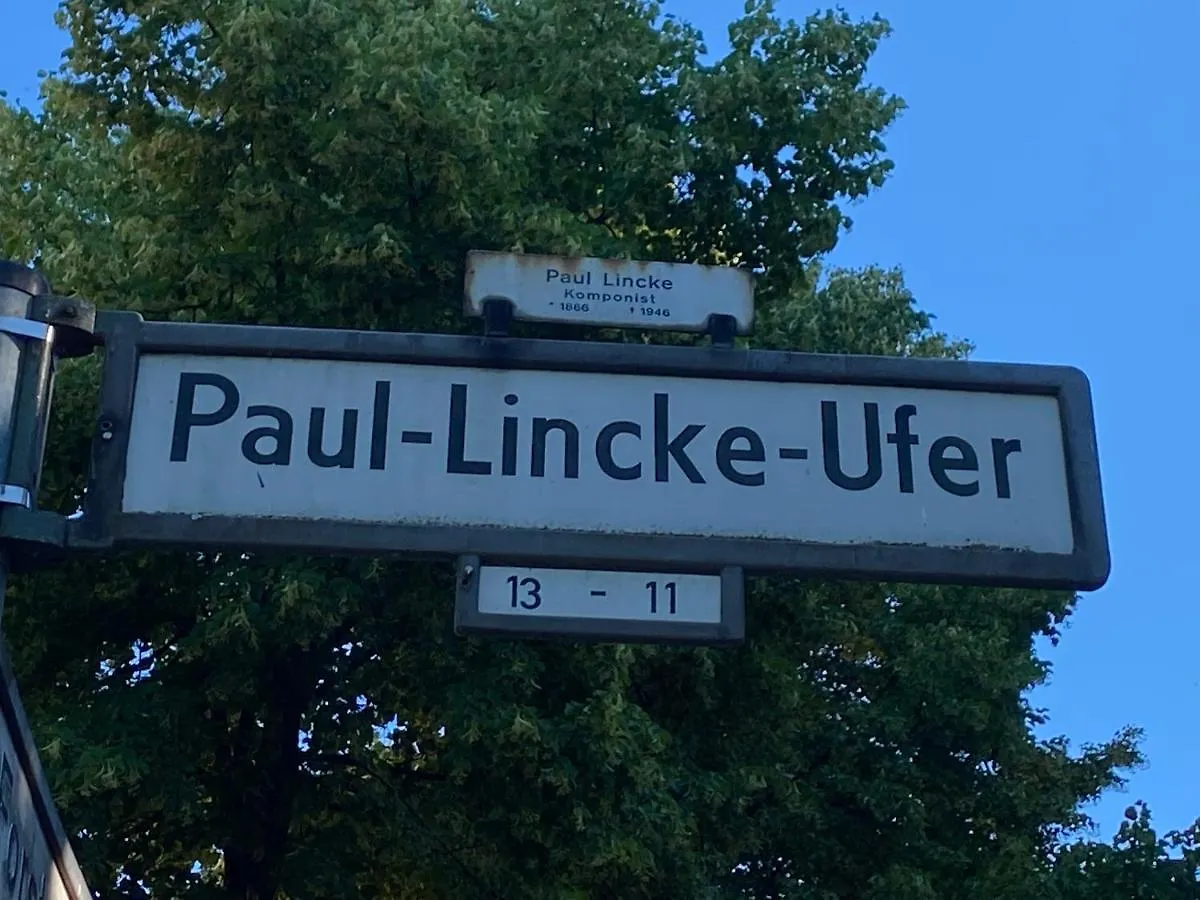 Paul Lincke
Komponist
* 1866 † 1946
Paul-Lincke-Ufer
13 - 11